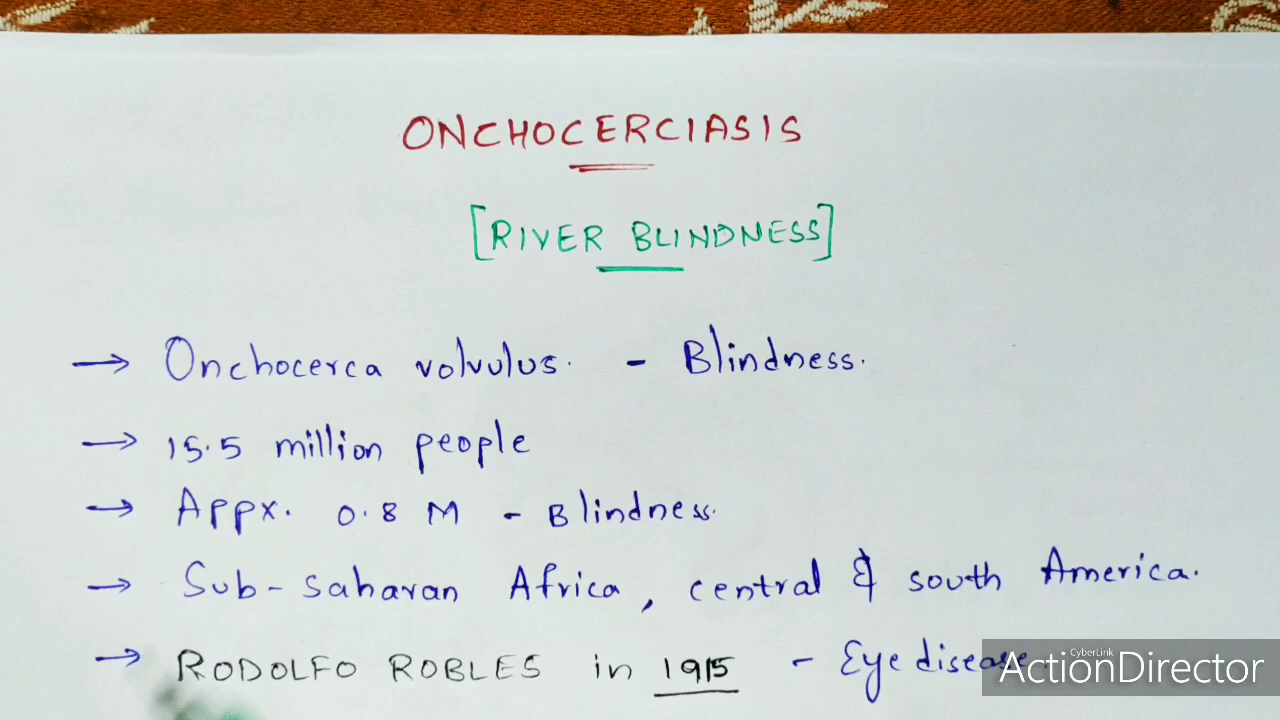 ONCHOCERCIASIS
[RIVER BLINDNESS]
→ Onchocerca volvulus. - Blindness.
→ 15.5 million people
→ Appx. 0.8 M - Blindness.
→ Sub-saharan Africa, central & south America.
→ RODOLFO ROBLES in 1915 - Eye disease
CyberLink
ActionDirector